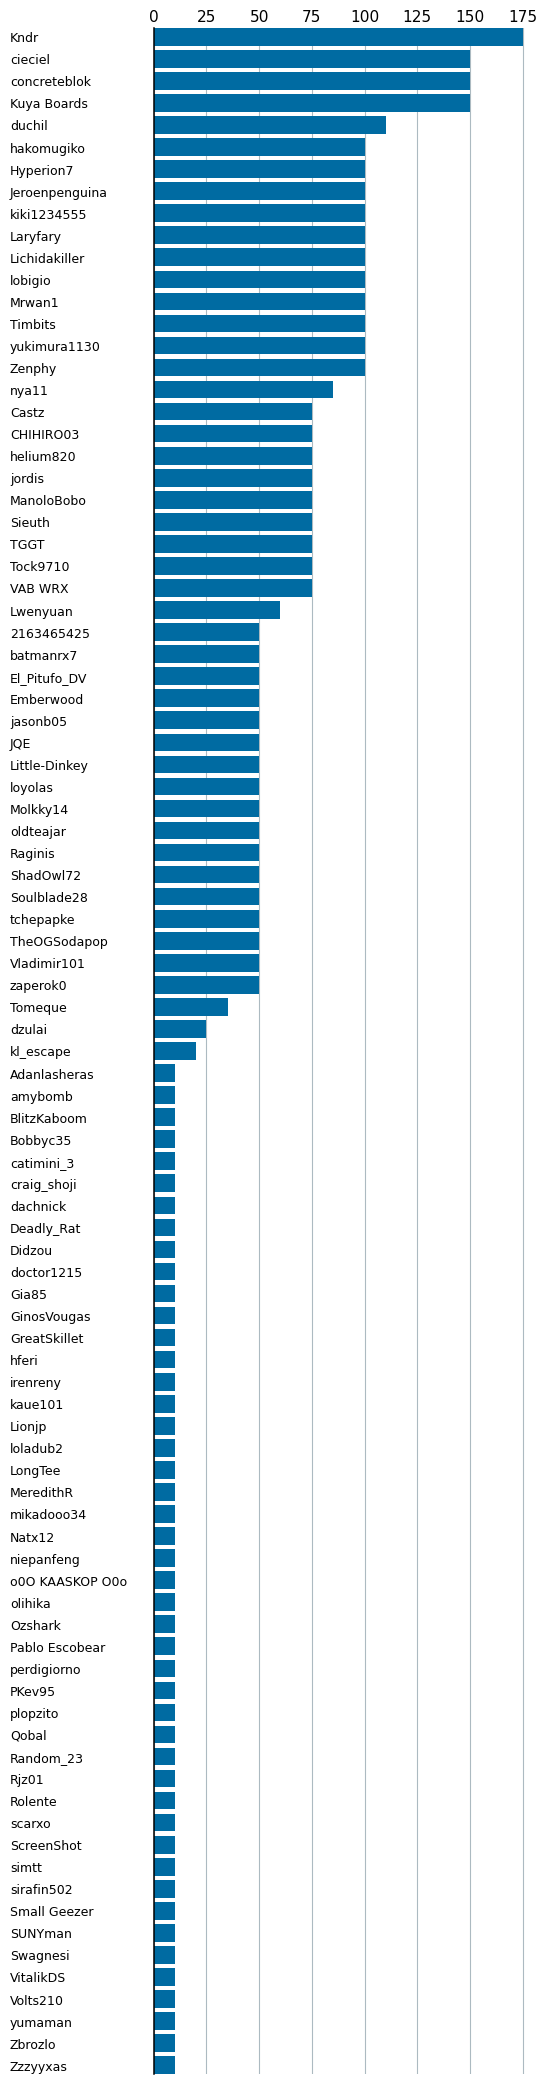 0 25 50 75 100 125 150 175
Kndr
cieciel
concreteblok
Kuya Boards
duchil
hakomugiko
Hyperion7
Jeroenpenguina
kiki1234555
Laryfary
Lichidakiller
lobigio
Mrwan1
Timbits
yukimura1130
Zenphy
nya11
Castz
CHIHIRO03
helium820
jordis
ManoloBobo
Sieuth
TGGT
Tock9710
VAB WRX
Lwenyuan
2163465425
batmanrx7
El_Pitufo_DV
Emberwood
jasonb05
JQE
Little-Dinkey
loyolas
Molkky14
oldteajar
Raginis
ShadOwl72
Soulblade28
tchepapke
TheOGSodapop
Vladimir101
zaperok0
Tomeque
dzulai
kl_escape
Adanlasheras
amybomb
BlitzKaboom
Bobbyc35
catimini_3
craig_shoji
dachnick
Deadly_Rat
Didzou
doctor1215
Gia85
GinosVougas
GreatSkillet
hferi
irenreny
kaue101
Lionjp
loladub2
LongTee
MeredithR
mikadooo34
Natx12
niepanfeng
o0O KAASKOP O0o
olihika
Ozshark
Pablo Escobear
perdigiorno
PKev95
plopzito
Qobal
Random_23
Rjz01
Rolente
scarxo
ScreenShot
simtt
sirafin502
Small Geezer
SUNYman
Swagnesi
VitalikDS
Volts210
yumaman
Zbrozlo
Zzzyyxas